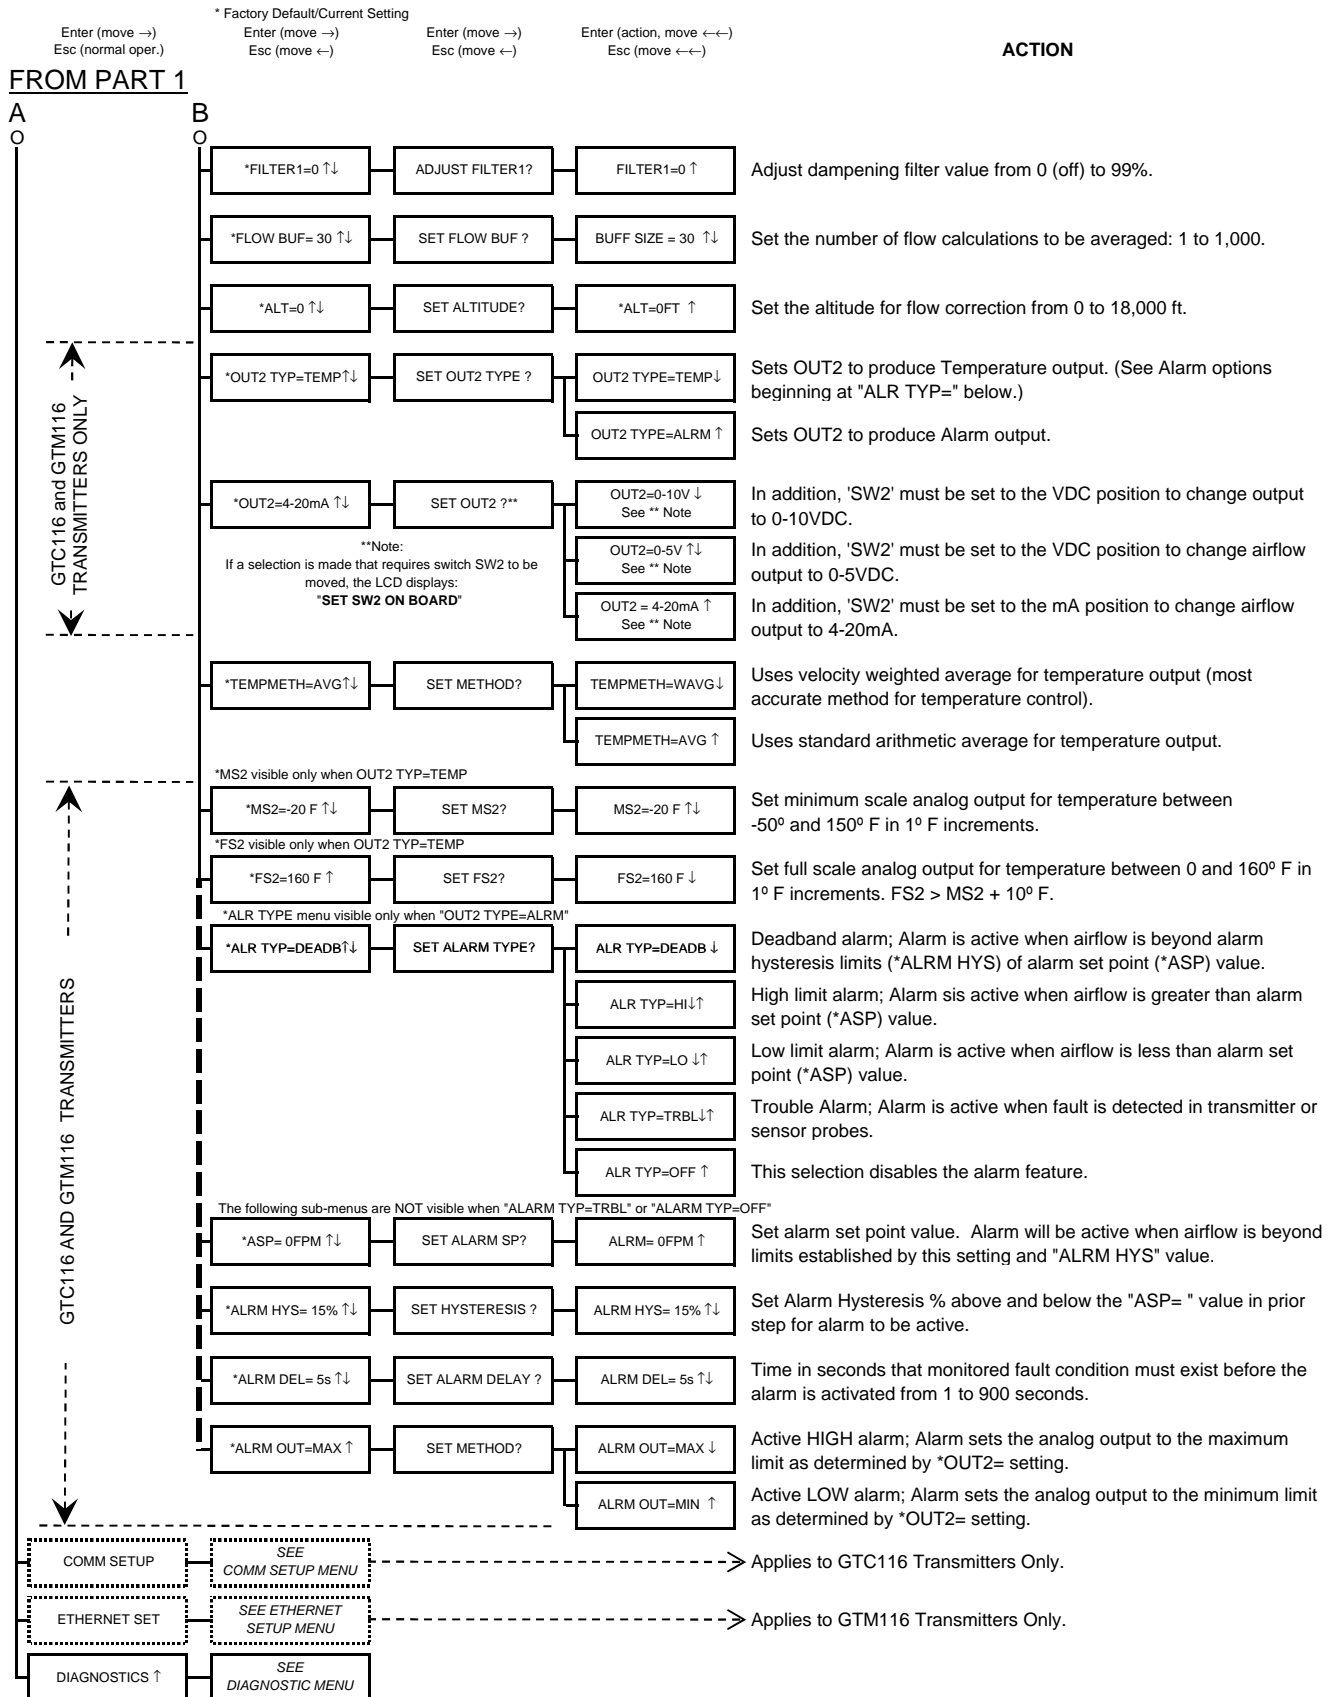 * Factory Default/Current Setting
Enter (move →)
Esc (normal oper.)
Enter (move →)
Esc (move ←)
Enter (move →)
Esc (move ←)
Enter (action, move ←←)
Esc (move ←←)
ACTION
FROM PART 1
A
B
O
O
*FILTER1=0 ↑↓
ADJUST FILTER1?
FILTER1=0 ↑
Adjust dampening filter value from 0 (off) to 99%.
*FLOW BUF= 30 ↑↓
SET FLOW BUF ?
BUFF SIZE = 30 ↑↓
Set the number of flow calculations to be averaged: 1 to 1,000.
*ALT=0 ↑↓
SET ALTITUDE?
*ALT=0FT ↑
Set the altitude for flow correction from 0 to 18,000 ft.
GTC116 and GTM116
TRANSMITTERS ONLY
*OUT2 TYP=TEMP↑↓
SET OUT2 TYPE ?
OUT2 TYPE=TEMP↓
Sets OUT2 to produce Temperature output. (See Alarm options
beginning at "ALR TYP=" below.)
OUT2 TYPE=ALRM ↑
Sets OUT2 to produce Alarm output.
*OUT2=4-20mA ↑↓
SET OUT2 ?**
OUT2=0-10V ↓
See ** Note
In addition, 'SW2' must be set to the VDC position to change output
to 0-10VDC.
**Note:
If a selection is made that requires switch SW2 to be
moved, the LCD displays:
"SET SW2 ON BOARD"
OUT2=0-5V ↑↓
See ** Note
In addition, 'SW2' must be set to the VDC position to change airflow
output to 0-5VDC.
OUT2 = 4-20mA ↑
See ** Note
In addition, 'SW2' must be set to the mA position to change airflow
output to 4-20mA.
*TEMPMETH=AVG↑↓
SET METHOD?
TEMPMETH=WAVG↓
Uses velocity weighted average for temperature output (most
accurate method for temperature control).
TEMPMETH=AVG ↑
Uses standard arithmetic average for temperature output.
*MS2 visible only when OUT2 TYP=TEMP
*MS2=-20 F ↑↓
SET MS2?
MS2=-20 F ↑↓
Set minimum scale analog output for temperature between
-50º and 150º F in 1º F increments.
*FS2 visible only when OUT2 TYP=TEMP
*FS2=160 F ↑
SET FS2?
FS2=160 F ↓
Set full scale analog output for temperature between 0 and 160º F in
1º F increments. FS2 > MS2 + 10º F.
GTC116 AND GTM116 TRANSMITTERS
*ALR TYPE menu visible only when "OUT2 TYPE=ALRM"
*ALR TYP=DEADB↑↓
SET ALARM TYPE?
ALR TYP=DEADB ↓
Deadband alarm; Alarm is active when airflow is beyond alarm
hysteresis limits (*ALRM HYS) of alarm set point (*ASP) value.
ALR TYP=HI↓↑
High limit alarm; Alarm sis active when airflow is greater than alarm
set point (*ASP) value.
ALR TYP=LO ↓↑
Low limit alarm; Alarm is active when airflow is less than alarm set
point (*ASP) value.
ALR TYP=TRBL↓↑
Trouble Alarm; Alarm is active when fault is detected in transmitter or
sensor probes.
ALR TYP=OFF ↑
This selection disables the alarm feature.
The following sub-menus are NOT visible when "ALARM TYP=TRBL" or "ALARM TYP=OFF"
*ASP= 0FPM ↑↓
SET ALARM SP?
ALRM= 0FPM ↑
Set alarm set point value. Alarm will be active when airflow is beyond
limits established by this setting and "ALRM HYS" value.
*ALRM HYS= 15% ↑↓
SET HYSTERESIS ?
ALRM HYS= 15% ↑↓
Set Alarm Hysteresis % above and below the "ASP= " value in prior
step for alarm to be active.
*ALRM DEL= 5s ↑↓
SET ALARM DELAY ?
ALRM DEL= 5s ↑↓
Time in seconds that monitored fault condition must exist before the
alarm is activated from 1 to 900 seconds.
*ALRM OUT=MAX ↑
SET METHOD?
ALRM OUT=MAX ↓
Active HIGH alarm; Alarm sets the analog output to the maximum
limit as determined by *OUT2= setting.
ALRM OUT=MIN ↑
Active LOW alarm; Alarm sets the analog output to the minimum limit
as determined by *OUT2= setting.
COMM SETUP
SEE
COMM SETUP MENU
Applies to GTC116 Transmitters Only.
ETHERNET SET
SEE ETHERNET
SETUP MENU
Applies to GTM116 Transmitters Only.
DIAGNOSTICS ↑
SEE
DIAGNOSTIC MENU